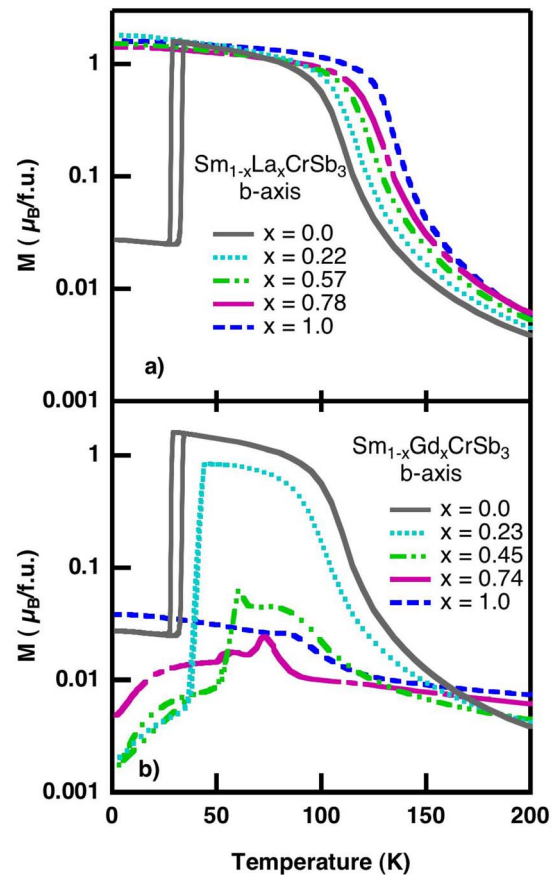 1
0.1
0.01
0.001
M ( μB/f.u.)
Sm1-xLaxCrSb3
b-axis
x = 0.0
x = 0.22
x = 0.57
x = 0.78
x = 1.0
a)
1
0.1
0.01
0.001
M ( μB/f.u.)
Sm1-xGdxCrSb3
b-axis
x = 0.0
x = 0.23
x = 0.45
x = 0.74
x = 1.0
b)
0
50
100
150
200
Temperature (K)